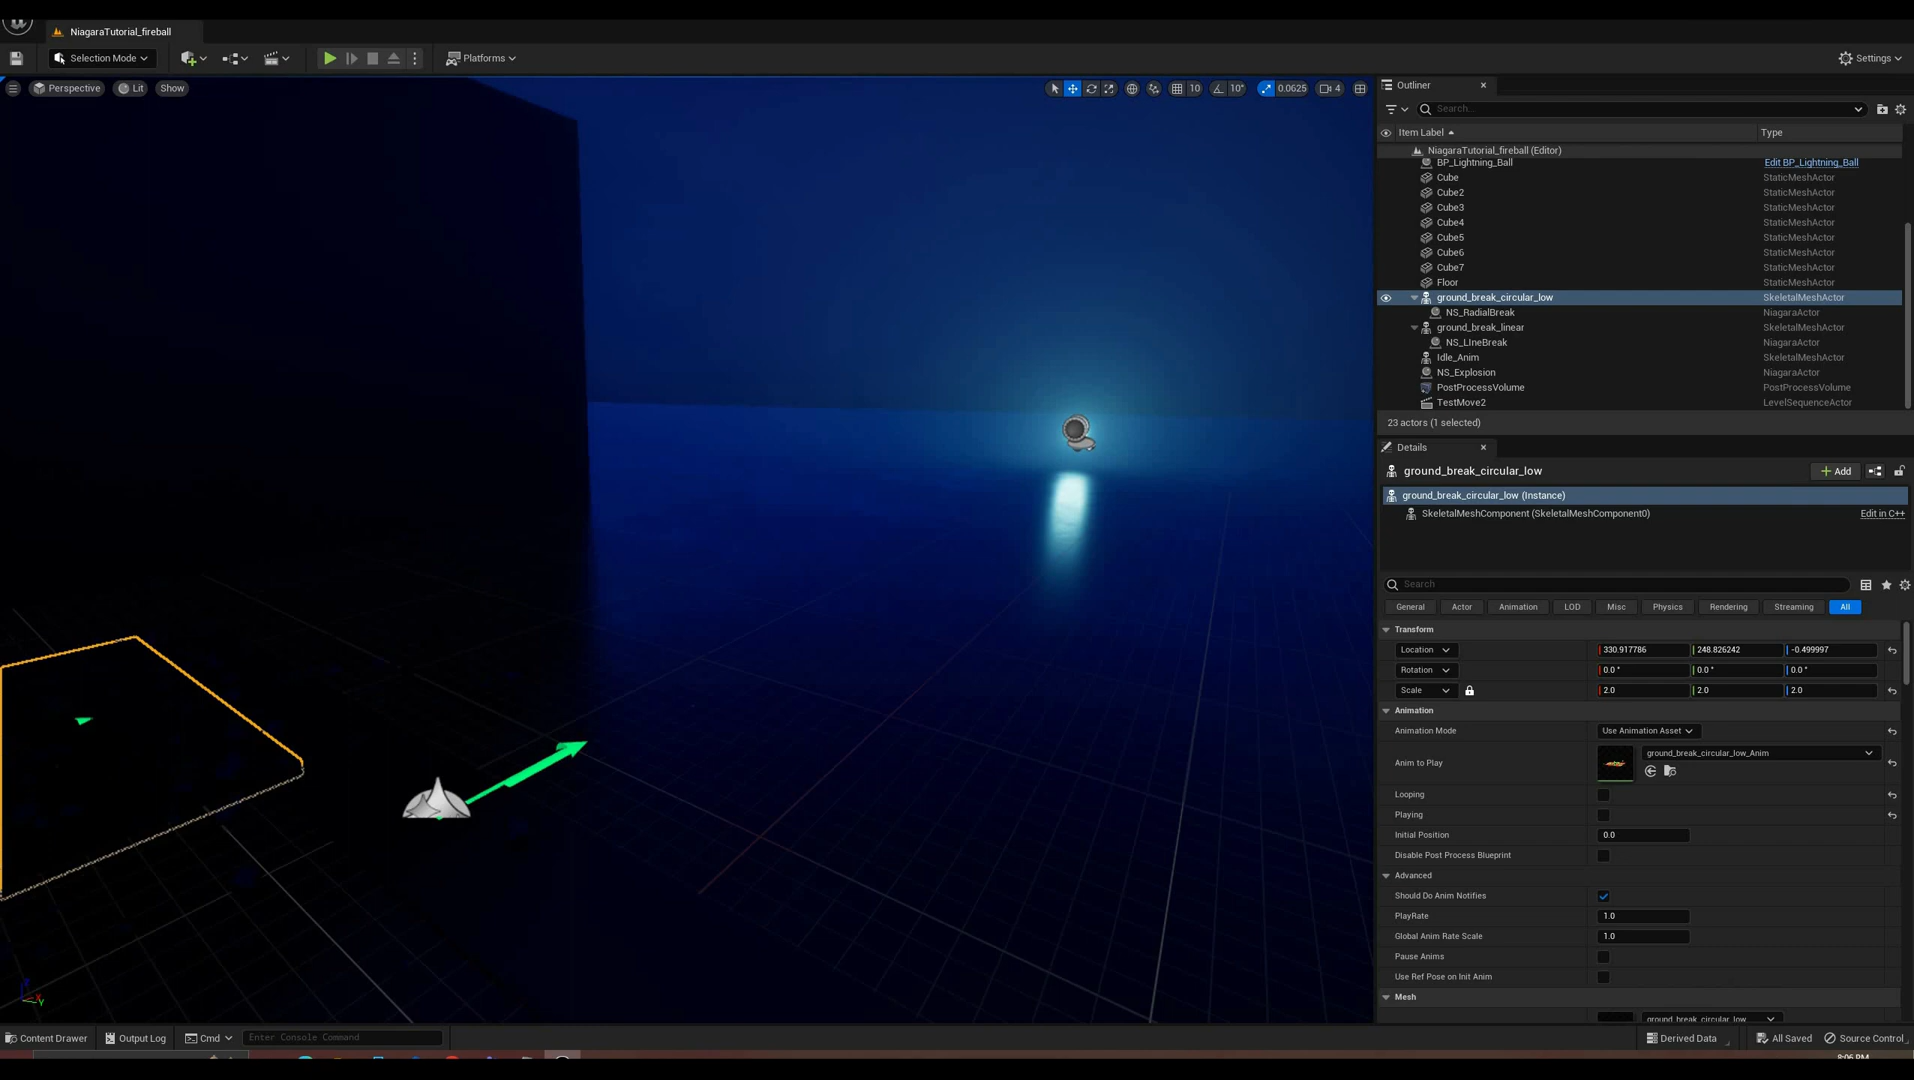 NiagaraTutorial_fireball
Selection Mode
Platforms
Settings
Perspective
Lit
Show
10
10°
0.0625
4
Outliner
Search...
Item Label
Type
NiagaraTutorial_fireball (Editor)
BP_Lightning_Ball Edit BP_Lightning_Ball
Cube StaticMeshActor
Cube2 StaticMeshActor
Cube3 StaticMeshActor
Cube4 StaticMeshActor
Cube5 StaticMeshActor
Cube6 StaticMeshActor
Cube7 StaticMeshActor
Floor StaticMeshActor
ground_break_circular_low SkeletalMeshActor
NS_RadialBreak NiagaraActor
ground_break_linear SkeletalMeshActor
NS_LIneBreak NiagaraActor
Idle_Anim SkeletalMeshActor
NS_Explosion NiagaraActor
PostProcessVolume PostProcessVolume
TestMove2 LevelSequenceActor
23 actors (1 selected)
Details
ground_break_circular_low
Add
ground_break_circular_low (Instance)
SkeletalMeshComponent (SkeletalMeshComponent0) Edit in C++
Search
General Actor Animation LOD Misc Physics Rendering Streaming All
Transform
Location 330.917786 248.826242 -0.499997
Rotation 0.0° 0.0° 0.0°
Scale 2.0 2.0 2.0
Animation
Animation Mode Use Animation Asset
Anim to Play ground_break_circular_low_Anim
Looping
Playing
Initial Position 0.0
Disable Post Process Blueprint
Advanced
Should Do Anim Notifies
PlayRate 1.0
Global Anim Rate Scale 1.0
Pause Anims
Use Ref Pose on Init Anim
Mesh
ground_break_circular_low
Content Drawer
Output Log
Cmd
Enter Console Command
Derived Data
All Saved
Source Control
8:06 PM